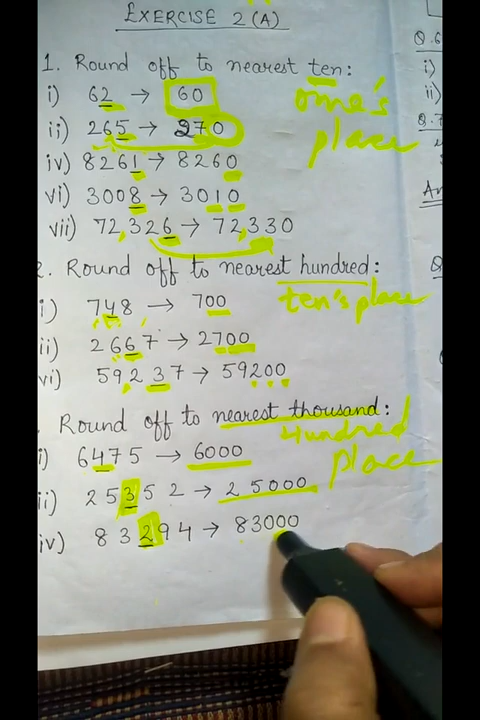 EXERCISE 2 (A)
1. Round off to nearest ten:
i) 62 → 60
ii) 265 → 270
iv) 8261 → 8260
vi) 3008 → 3010
vii) 72,326 → 72,330
one's place
2. Round off to nearest hundred:
i) 748 → 700
ii) 2667 → 2700
vi) 59237 → 59200
ten's place
. Round off to nearest thousand:
i) 6475 → 6000
ii) 25352 → 25000
iv) 83294 → 83000
Hundred place
Q.6
i)
ii)
Q.7